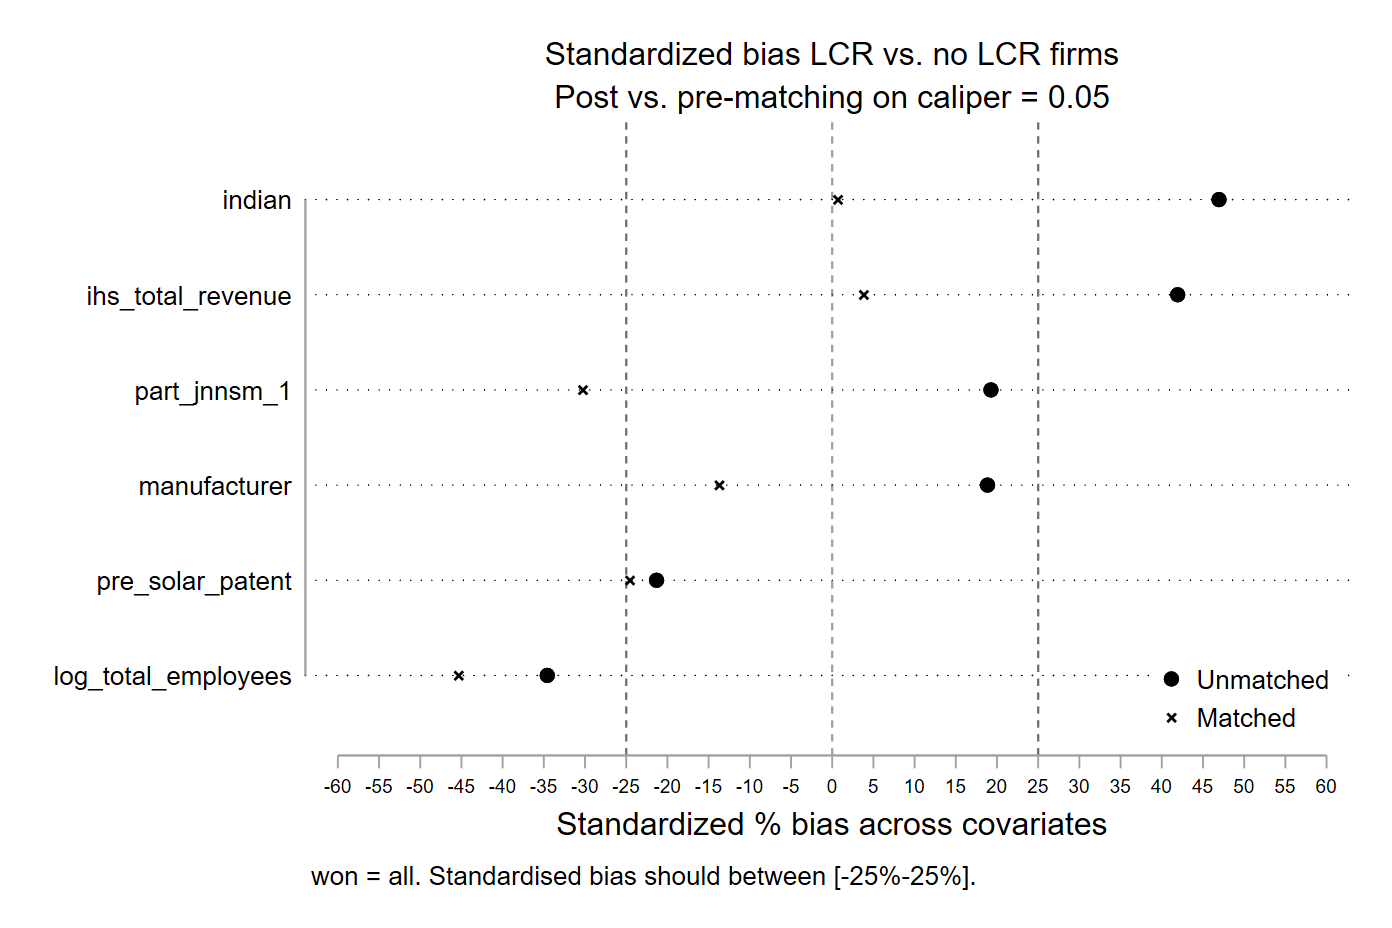 Standardized bias LCR vs. no LCR firms
Post vs. pre-matching on caliper = 0.05
indian
ihs_total_revenue
part_jnnsm_1
manufacturer
pre_solar_patent
log_total_employees
Unmatched
Matched
-60 -55 -50 -45 -40 -35 -30 -25 -20 -15 -10 -5 0 5 10 15 20 25 30 35 40 45 50 55 60
Standardized % bias across covariates
won = all. Standardised bias should between [-25%-25%].